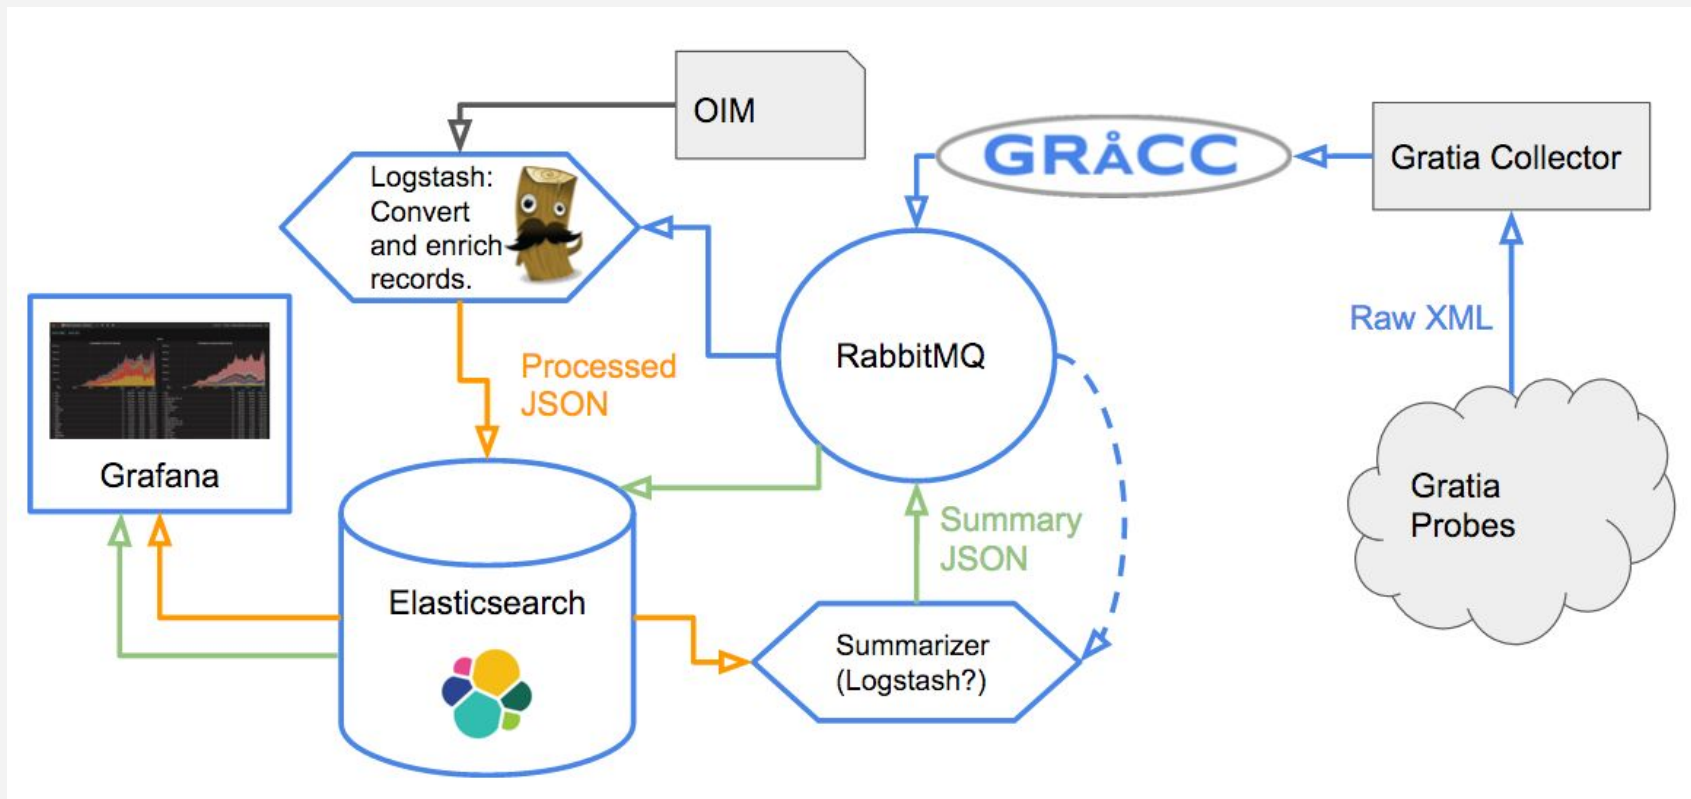 OIM
GRÅCC
Gratia Collector
Logstash:
Convert
and enrich
records.
Raw XML
RabbitMQ
Processed
JSON
Grafana
Gratia
Probes
Summary
JSON
Elasticsearch
Summarizer
(Logstash?)